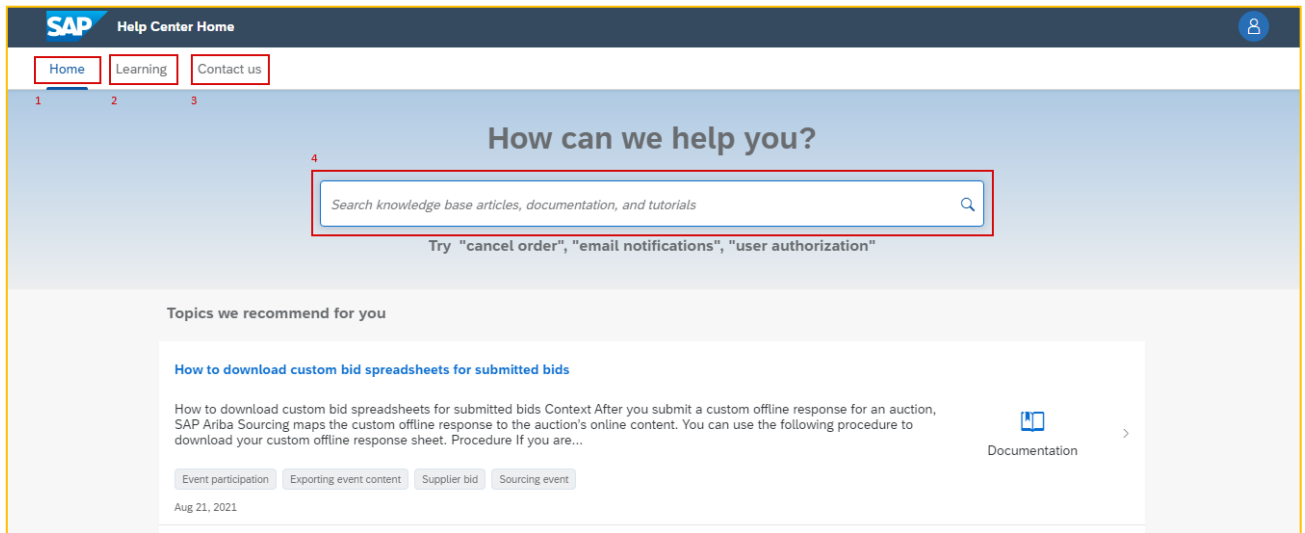 SAP Help Center Home
Home Learning Contact us
1 2 3
How can we help you?
4
Search knowledge base articles, documentation, and tutorials
Try "cancel order", "email notifications", "user authorization"
Topics we recommend for you
How to download custom bid spreadsheets for submitted bids
How to download custom bid spreadsheets for submitted bids Context After you submit a custom offline response for an auction,
SAP Ariba Sourcing maps the custom offline response to the auction's online content. You can use the following procedure to
download your custom offline response sheet. Procedure If you are...
Documentation
Event participation Exporting event content Supplier bid Sourcing event
Aug 21, 2021